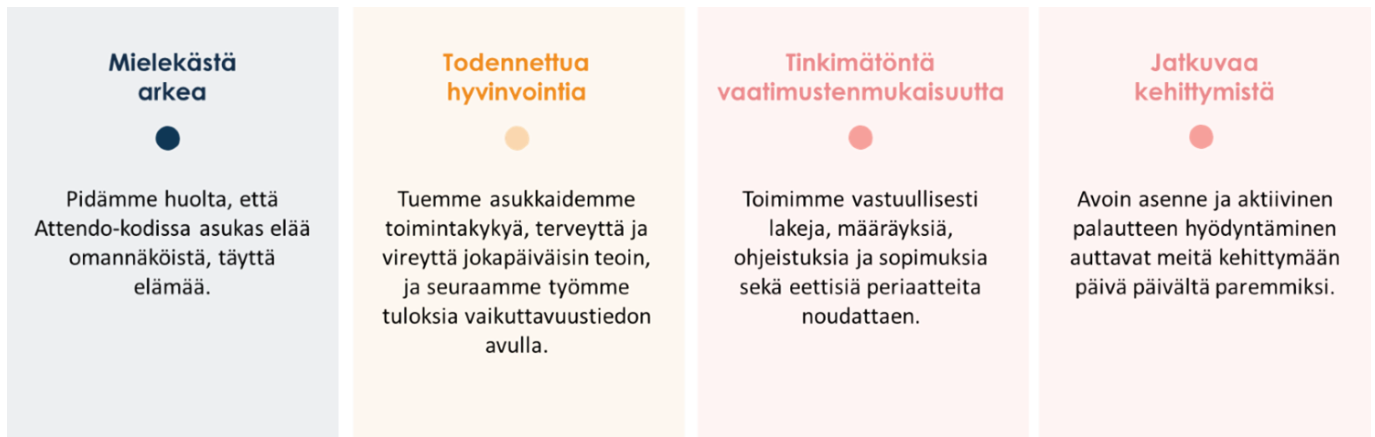 Mielekästä
arkea
Pidämme huolta, että
Attendo-kodissa asukas elää
omannäköistä, täyttä
elämää.
Todennettua
hyvinvointia
Tuemme asukkaidemme
toimintakykyä, terveyttä ja
vireyttä jokapäiväisin teoin,
ja seuraamme työmme
tuloksia vaikuttavuustiedon
avulla.
Tinkimätöntä
vaatimustenmukaisuutta
Toimimme vastuullisesti
lakeja, määräyksiä,
ohjeistuksia ja sopimuksia
sekä eettisiä periaatteita
noudattaen.
Jatkuvaa
kehittymistä
Avoin asenne ja aktiivinen
palautteen hyödyntäminen
auttavat meitä kehittymään
päivä päivältä paremmiksi.